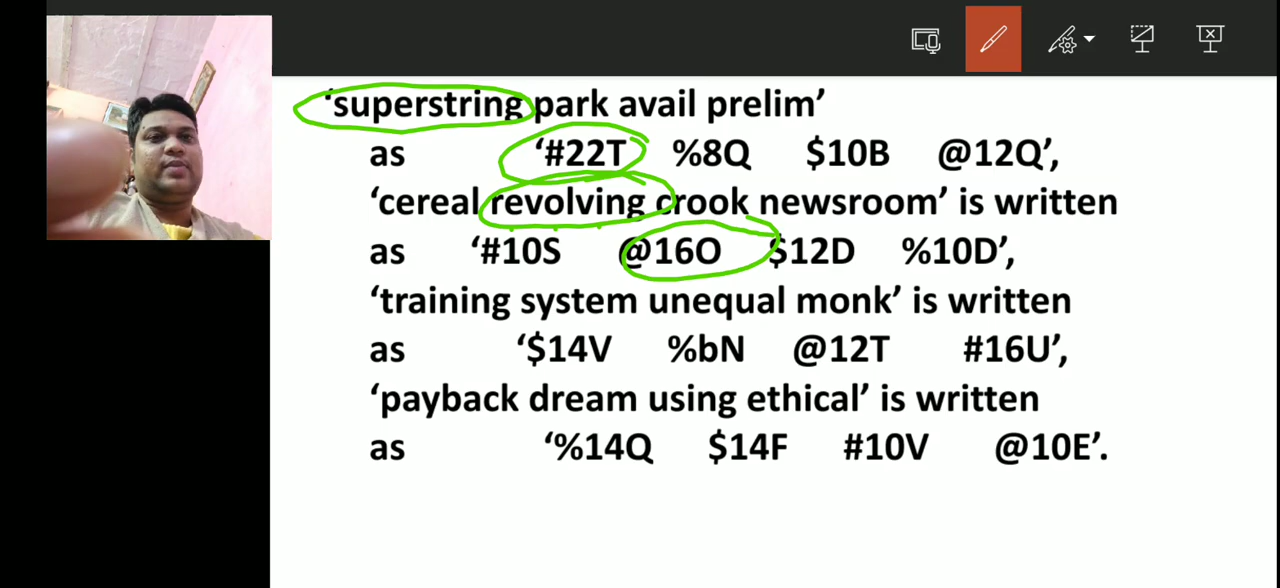 ‘superstring park avail prelim’
as ‘#22T %8Q $10B @12Q’,
‘cereal revolving crook newsroom’ is written
as ‘#10S @16O $12D %10D’,
‘training system unequal monk’ is written
as ‘$14V %bN @12T #16U’,
‘payback dream using ethical’ is written
as ‘%14Q $14F #10V @10E’.